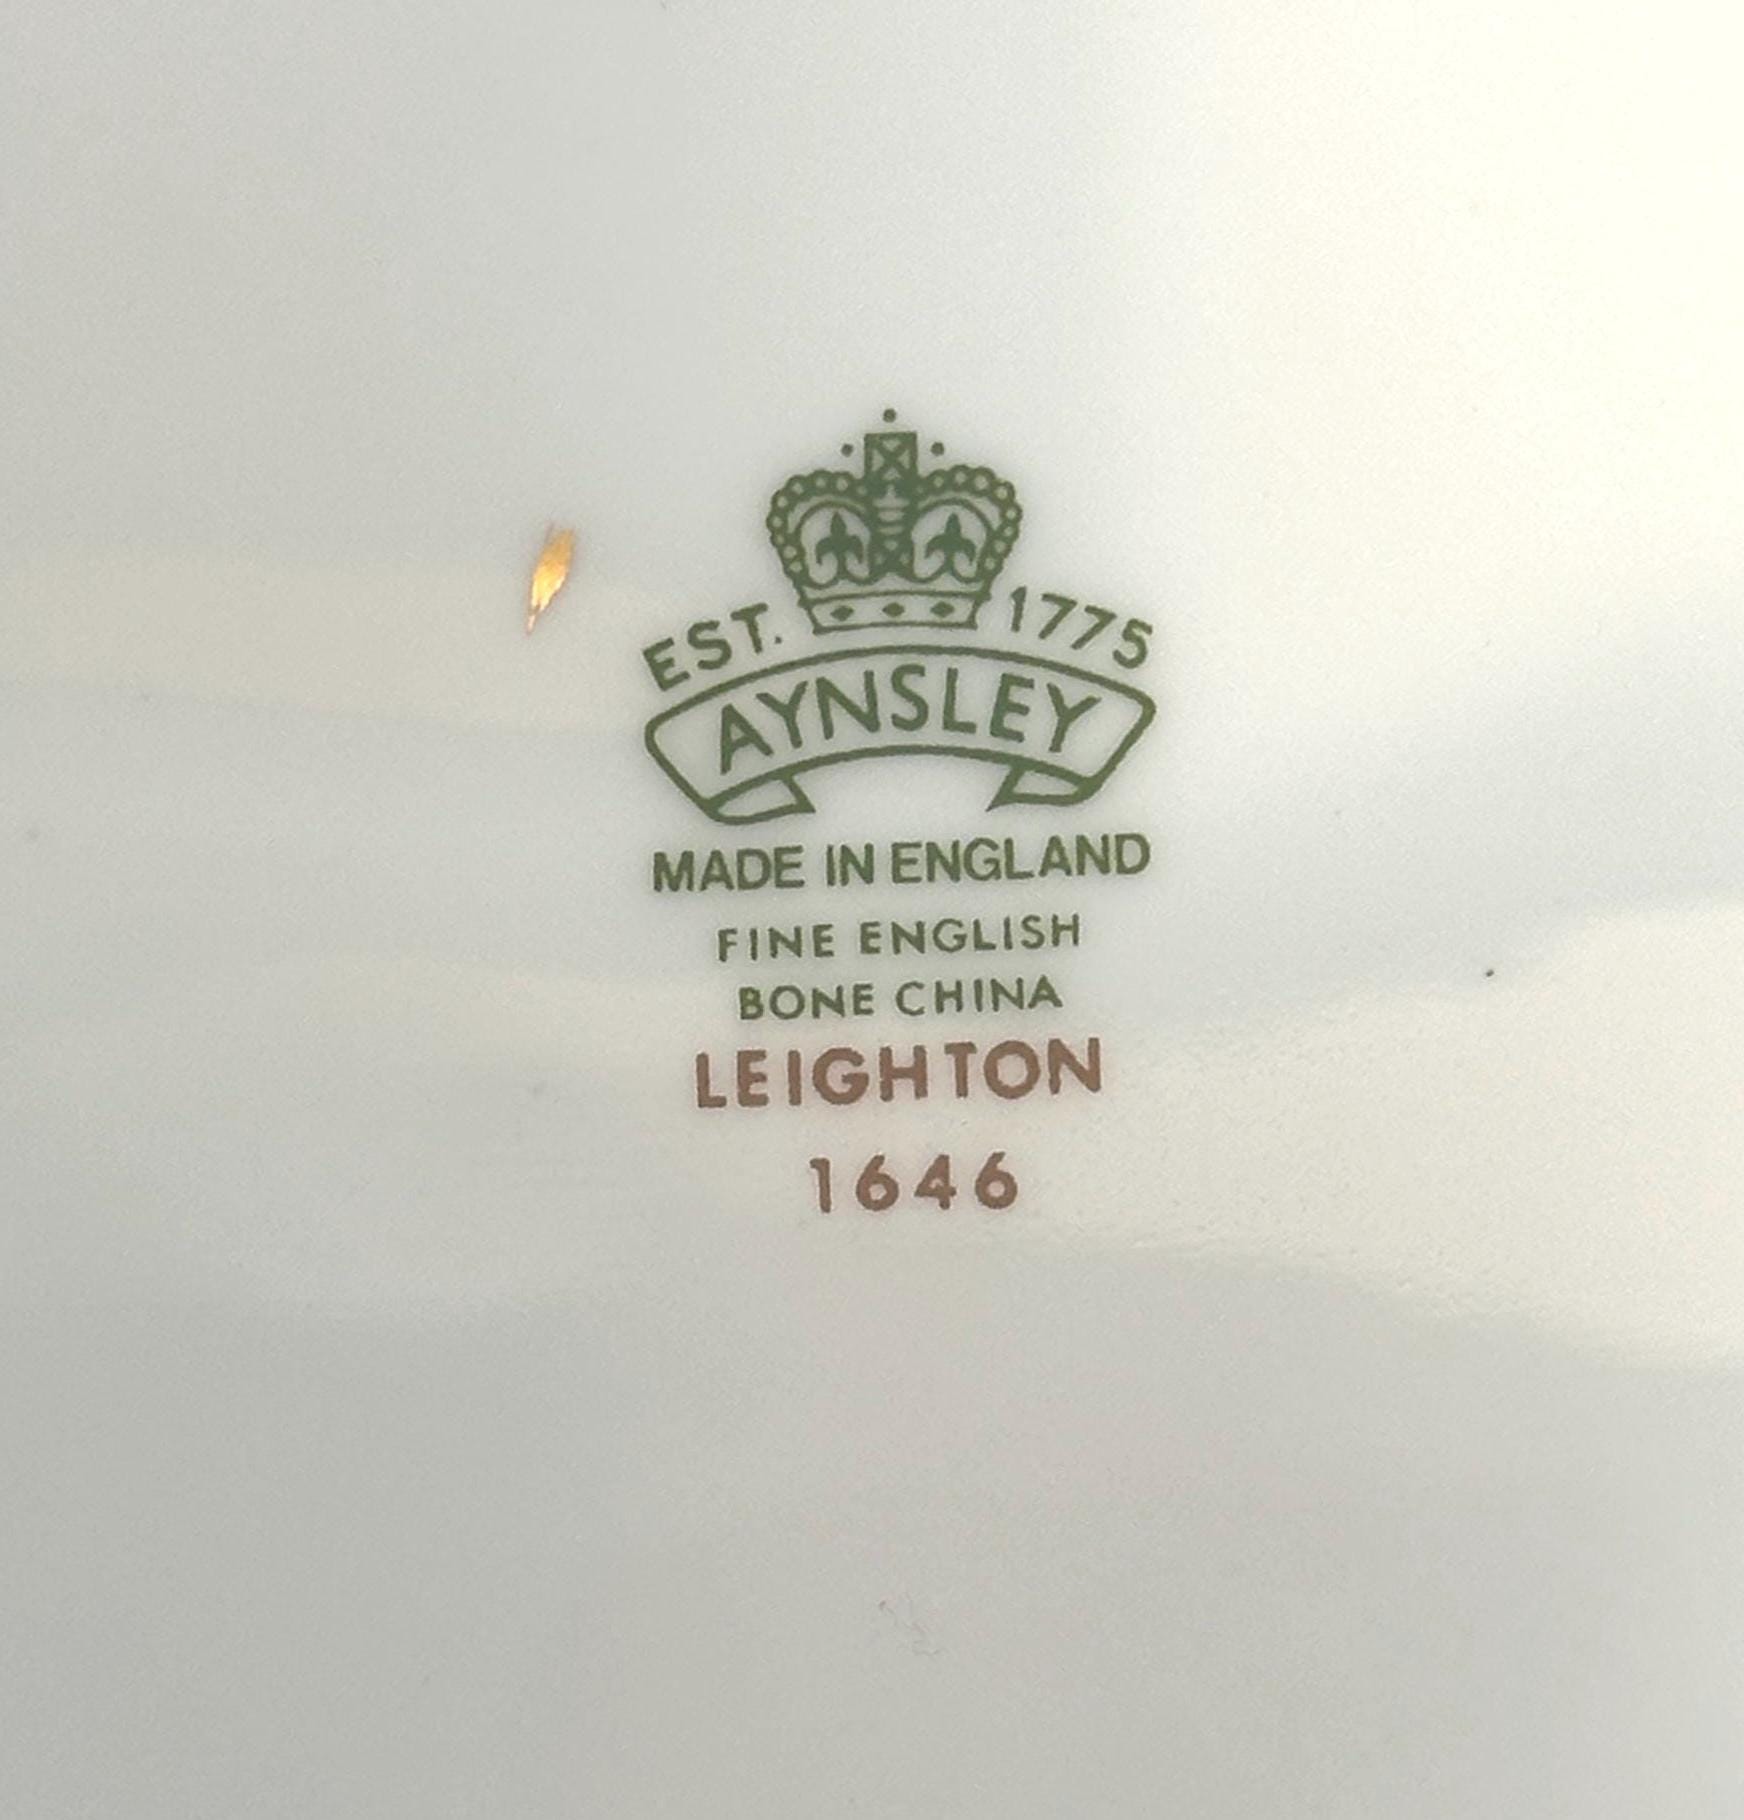 EST. 1775
AYNSLEY
MADE IN ENGLAND
FINE ENGLISH
BONE CHINA
LEIGHTON
1646